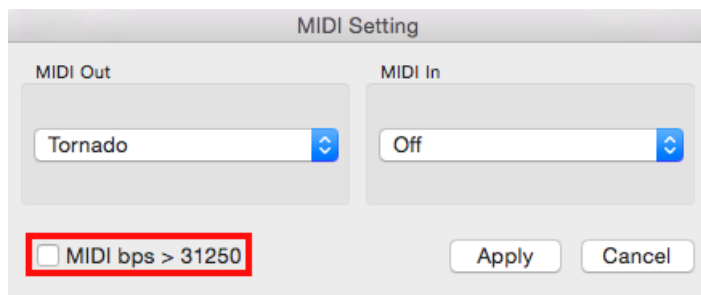 MIDI Setting
MIDI Out
MIDI In
Tornado
Off
MIDI bps > 31250
Apply
Cancel